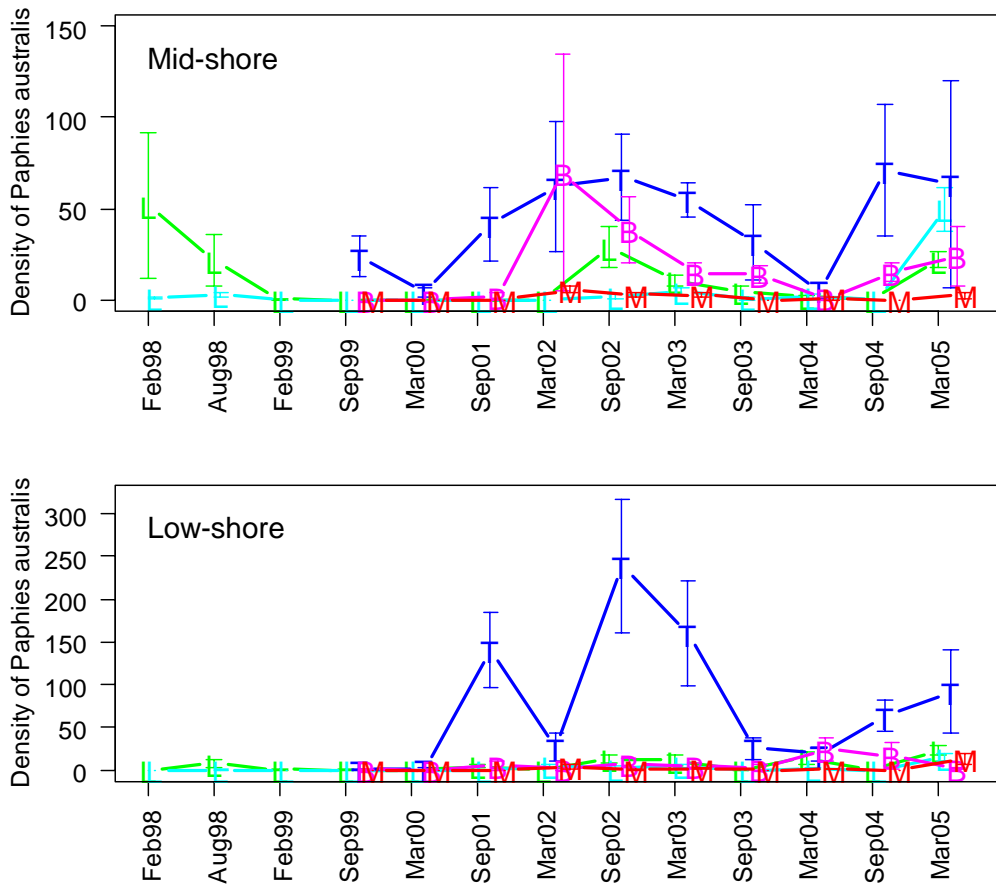 Mid-shore
Density of Paphies australis
150
100
50
0
Feb98
Aug98
Feb99
Sep99
Mar00
Sep01
Mar02
Sep02
Mar03
Sep03
Mar04
Sep04
Mar05
Low-shore
Density of Paphies australis
300
250
200
150
100
50
0
Feb98
Aug98
Feb99
Sep99
Mar00
Sep01
Mar02
Sep02
Mar03
Sep03
Mar04
Sep04
Mar05